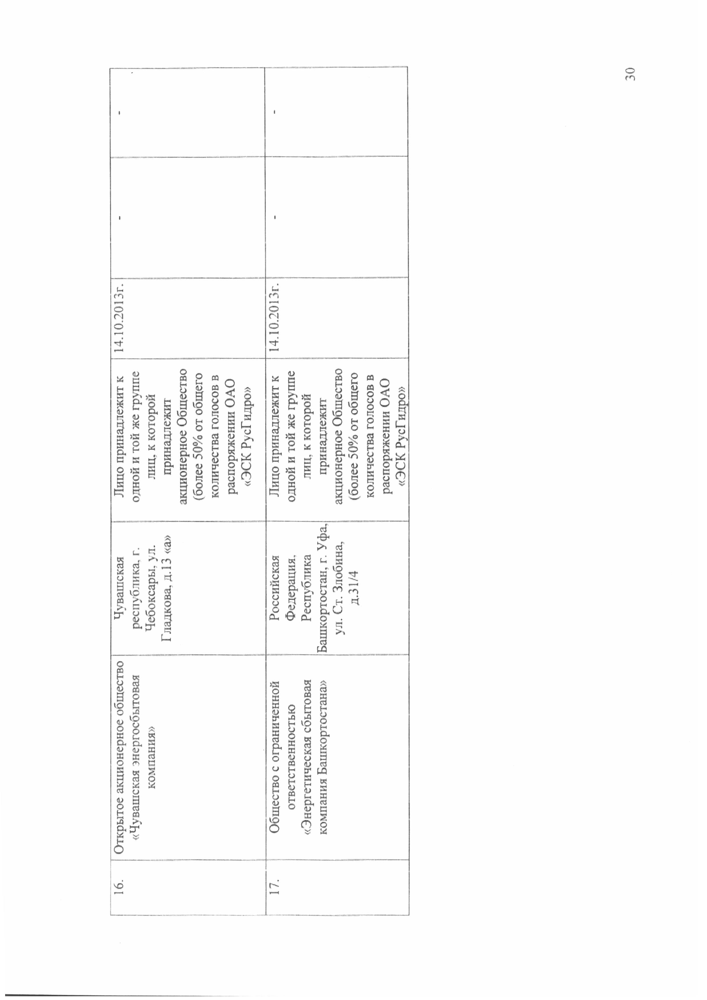 16.
Открытое акционерное общество
«Чувашская энергосбытовая
компания»
Чувашская
республика, г.
Чебоксары, ул.
Гладкова, д.13 «а»
Лицо принадлежит к
одной и той же группе
лиц, к которой
принадлежит
акционерное Общество
(более 50% от общего
количества голосов в
распоряжении ОАО
«ЭСК РусГидро»
14.10.2013г.
-
-
17.
Общество с ограниченной
ответственностью
«Энергетическая сбытовая
компания Башкортостана»
Российская
Федерация,
Республика
Башкортостан, г. Уфа,
ул. Ст. Злобина,
д.31/4
Лицо принадлежит к
одной и той же группе
лиц, к которой
принадлежит
акционерное Общество
(более 50% от общего
количества голосов в
распоряжении ОАО
«ЭСК РусГидро»
14.10.2013г.
-
-
30